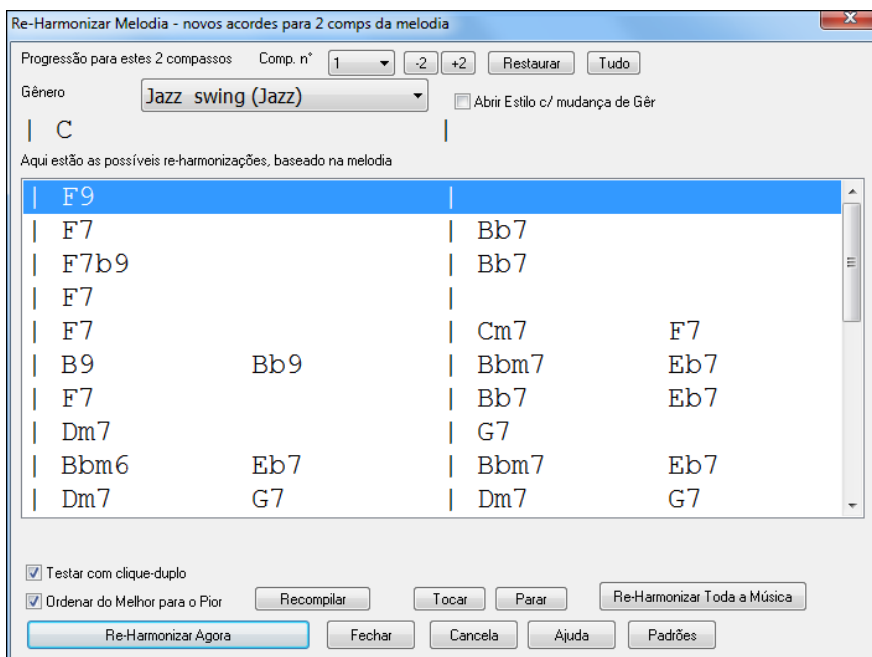 Re-Harmonizar Melodia - novos acordes para 2 comps da melodia
Progressão para estes 2 compassos Comp. n° 1 -2 +2 Restaurar Tudo
Gênero Jazz swing (Jazz) Abrir Estilo c/ mudança de Gêr
| C |
Aqui estão as possíveis re-harmonizações, baseado na melodia
| F9 |
| F7 | Bb7
| F7b9 | Bb7
| F7 |
| F7 | Cm7 F7
| B9 Bb9 | Bbm7 Eb7
| F7 | Bb7 Eb7
| Dm7 | G7
| Bbm6 Eb7 | Bbm7 Eb7
| Dm7 G7 | Dm7 G7
Testar com clique-duplo
Ordenar do Melhor para o Pior Recompilar Tocar Parar Re-Harmonizar Toda a Música
Re-Harmonizar Agora Fechar Cancela Ajuda Padrões